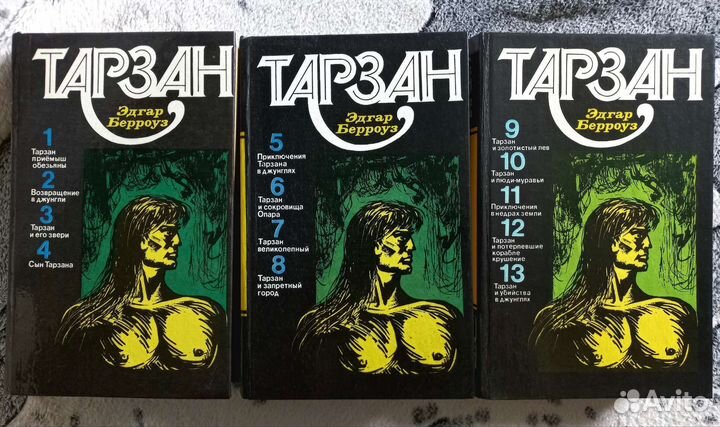 ТАРЗАН
Эдгар
Берроуз
1
Тарзан
приёмыш
обезьяны
2
Возвращение
в джунгли
3
Тарзан
и его звери
4
Сын Тарзана
ТАРЗАН
Эдгар
Берроуз
5
Приключения
Тарзана
в джунглях
6
Тарзан
и сокровища
Опара
7
Тарзан
великолепный
8
Тарзан
и запретный
город
ТАРЗАН
Эдгар
Берроуз
9
Тарзан
и золотистый лев
10
Тарзан
и люди-муравьи
11
Приключения
в недрах земли
12
Тарзан
и потерпевшие
корабле
крушение
13
Тарзан
и убийства
в джунглях
Avito